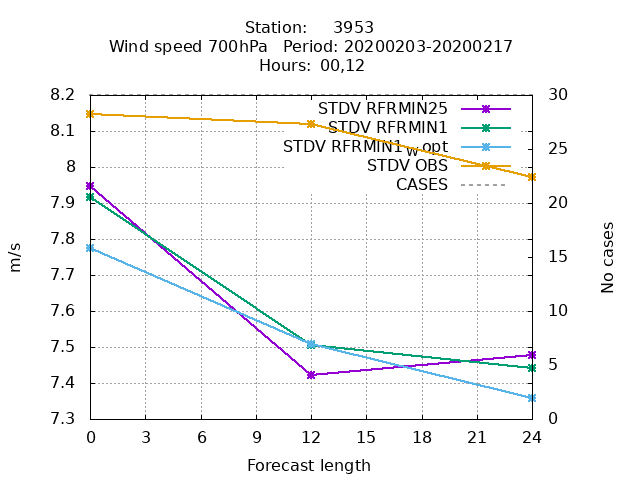 Station: 3953
Wind speed 700hPa Period: 20200203-20200217
Hours: 00,12
8.2
8.1
8
7.9
7.8
7.7
7.6
7.5
7.4
7.3
m/s
STDV RFRMIN25
STDV RFRMIN1
STDV RFRMIN1w opt
STDV OBS
CASES
30
25
20
15
10
5
0
No cases
0 3 6 9 12 15 18 21 24
Forecast length